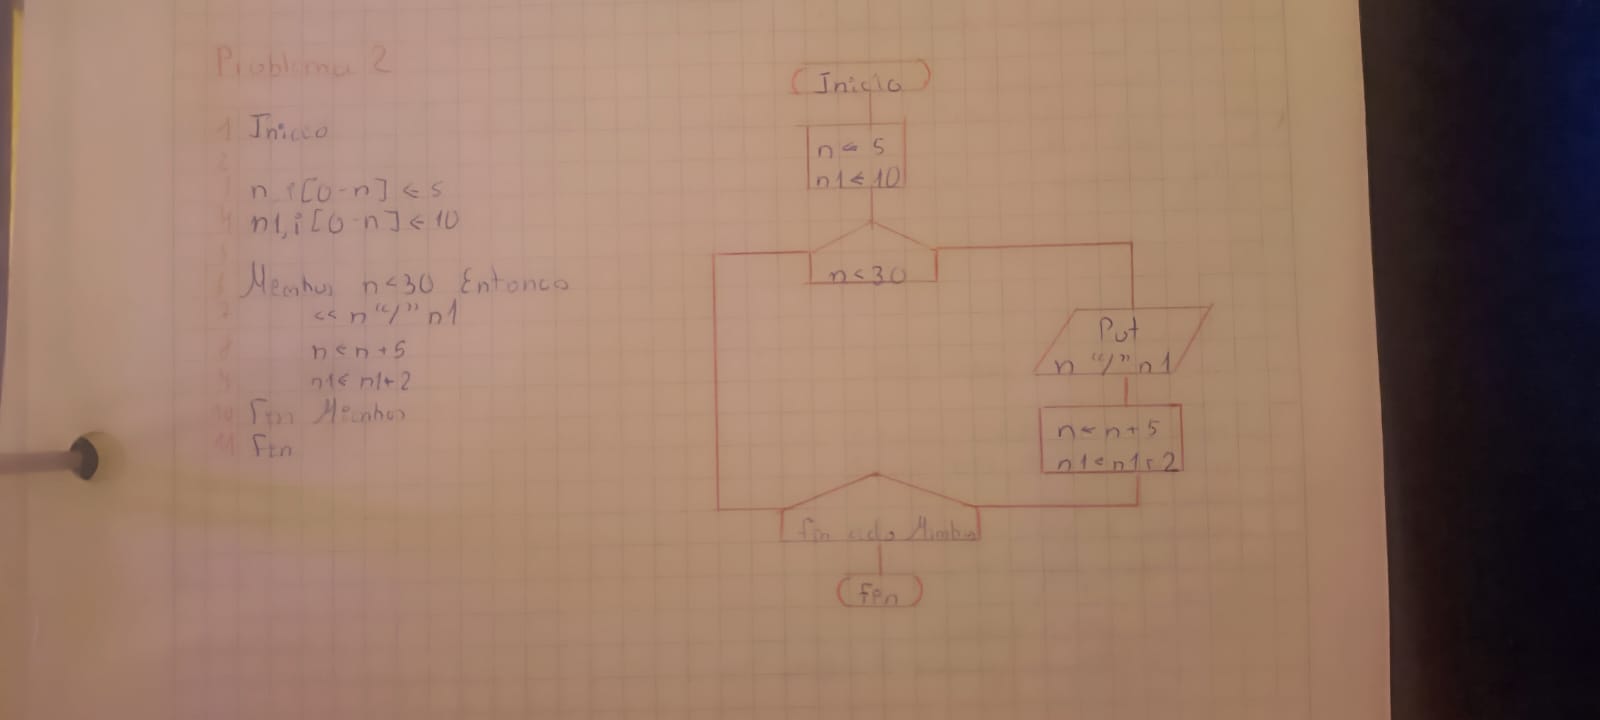 Problema 2
1 Inicio
2
3 n i[0-n] ← 5
4 n1, i[0-n] ← 10
5
6 Mientras n<30 Entonces
7 << n "/" n1
8 n ← n+5
9 n1 ← n1+2
10 Fin Mientras
11 Fin
Inicio
n ← 5
n1 ← 10
n<30
Put
n "/" n1
n ← n+5
n1 ← n1+2
fin ciclo Mientras
fin